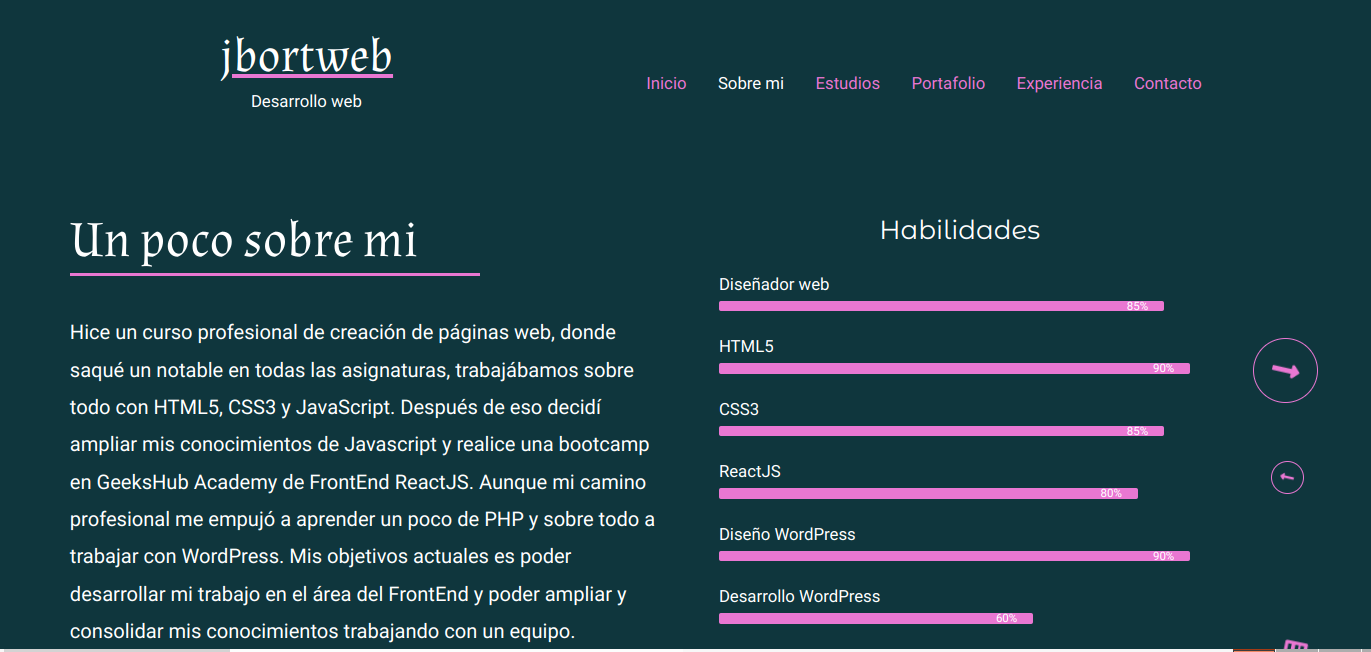 jbortweb
Desarrollo web
Inicio Sobre mi Estudios Portafolio Experiencia Contacto
Un poco sobre mi
Hice un curso profesional de creación de páginas web, donde
saqué un notable en todas las asignaturas, trabajábamos sobre
todo con HTML5, CSS3 y JavaScript. Después de eso decidí
ampliar mis conocimientos de Javascript y realice una bootcamp
en GeeksHub Academy de FrontEnd ReactJS. Aunque mi camino
profesional me empujó a aprender un poco de PHP y sobre todo a
trabajar con WordPress. Mis objetivos actuales es poder
desarrollar mi trabajo en el área del FrontEnd y poder ampliar y
consolidar mis conocimientos trabajando con un equipo.
Habilidades
Diseñador web
85%
HTML5
90%
CSS3
85%
ReactJS
80%
Diseño WordPress
90%
Desarrollo WordPress
60%